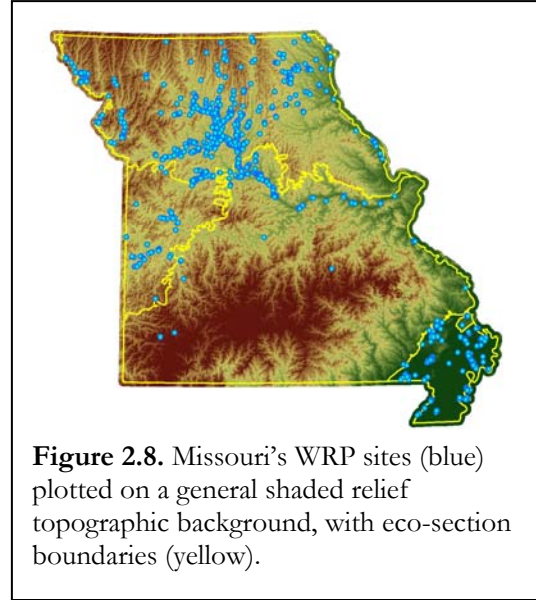 Figure 2.8. Missouri's WRP sites (blue)
plotted on a general shaded relief
topographic background, with eco-section
boundaries (yellow).